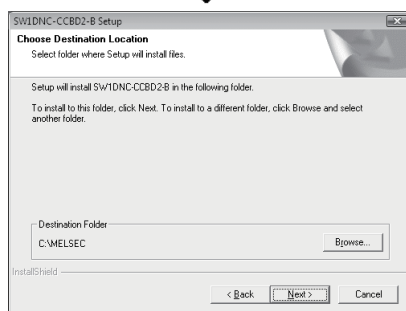 SW1DNC-CCBD2-B Setup
Choose Destination Location
Select folder where Setup will install files.
Setup will install SW1DNC-CCBD2-B in the following folder.
To install to this folder, click Next. To install to a different folder, click Browse and select
another folder.
Destination Folder
C:\MELSEC
Browse...
InstallShield
< Back
Next >
Cancel